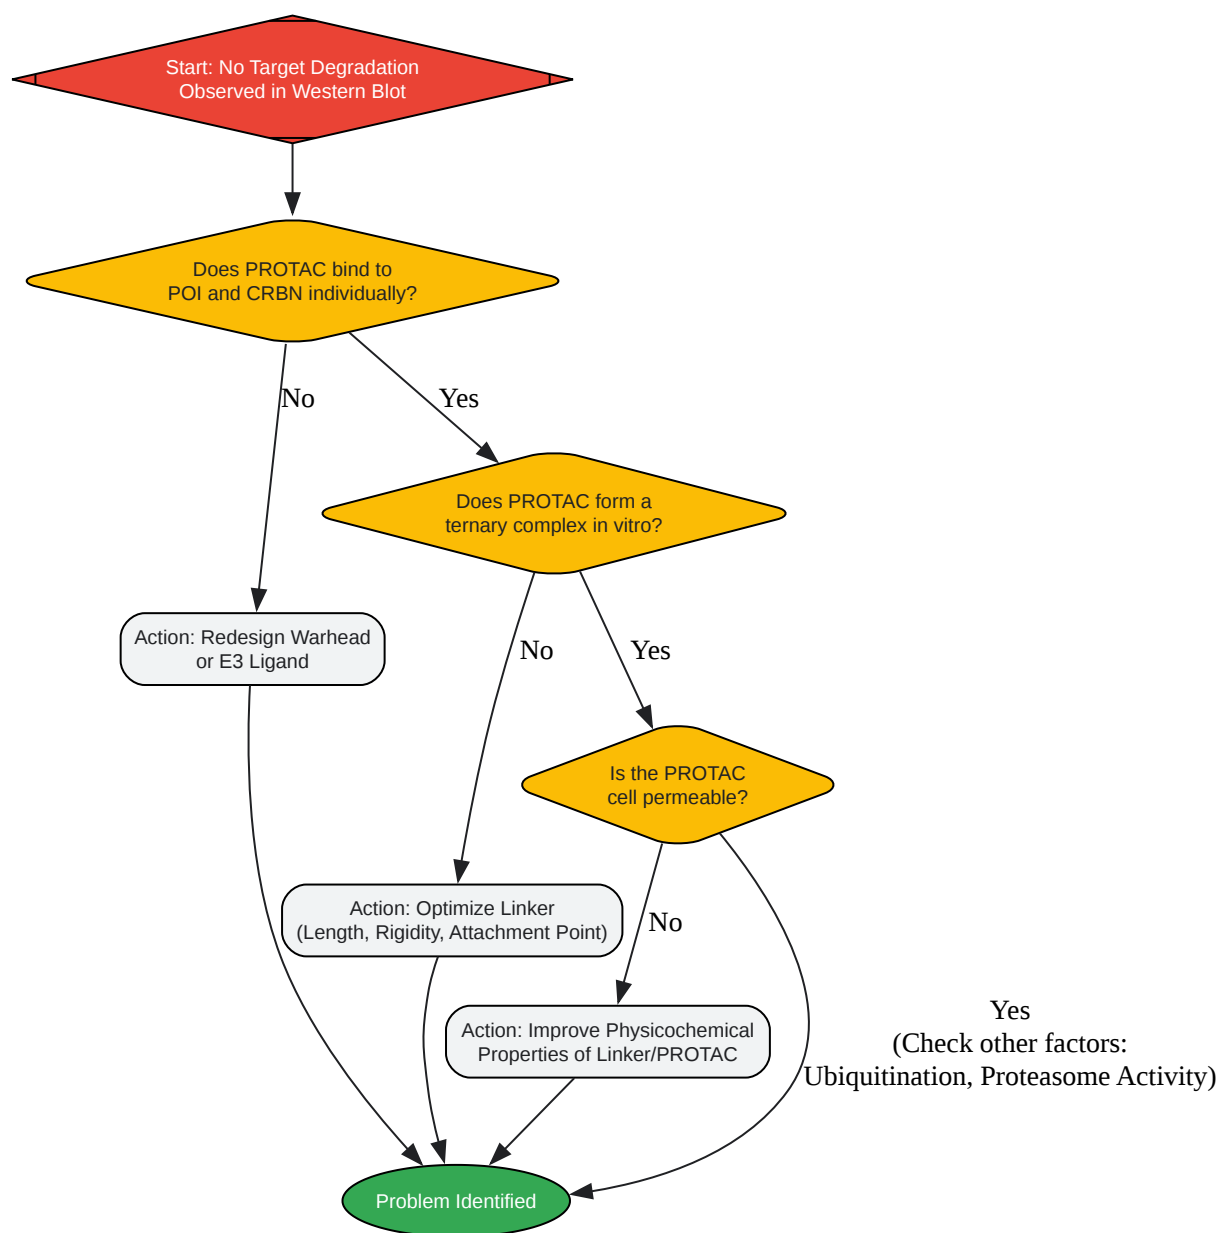 Start: No Target Degradation
Observed in Western Blot
Does PROTAC bind to
POI and CRBN individually?
No
Yes
Does PROTAC form a
ternary complex in vitro?
Action: Redesign Warhead
or E3 Ligand
No
Yes
Is the PROTAC
cell permeable?
Action: Optimize Linker
(Length, Rigidity, Attachment Point)
No
Yes
(Check other factors:
Ubiquitination, Proteasome Activity)
Action: Improve Physicochemical
Properties of Linker/PROTAC
Problem Identified